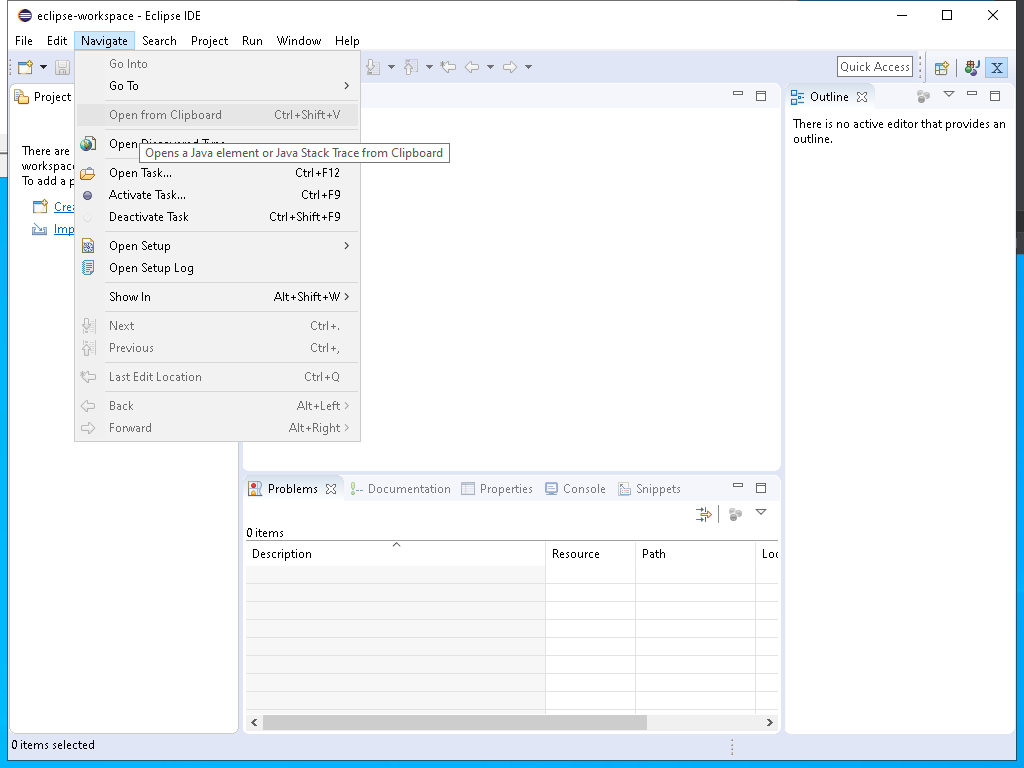 eclipse-workspace - Eclipse IDE
File Edit Navigate Search Project Run Window Help
Quick Access
Project
There are
workspac
To add a p
Crea
Imp
Go Into
Go To
Open from Clipboard Ctrl+Shift+V
Open
Opens a Java element or Java Stack Trace from Clipboard
Open Task... Ctrl+F12
Activate Task... Ctrl+F9
Deactivate Task Ctrl+Shift+F9
Open Setup
Open Setup Log
Show In Alt+Shift+W
Next Ctrl+.
Previous Ctrl+,
Last Edit Location Ctrl+Q
Back Alt+Left
Forward Alt+Right
Outline
There is no active editor that provides an
outline.
Problems Documentation Properties Console Snippets
0 items
Description Resource Path Loc
0 items selected